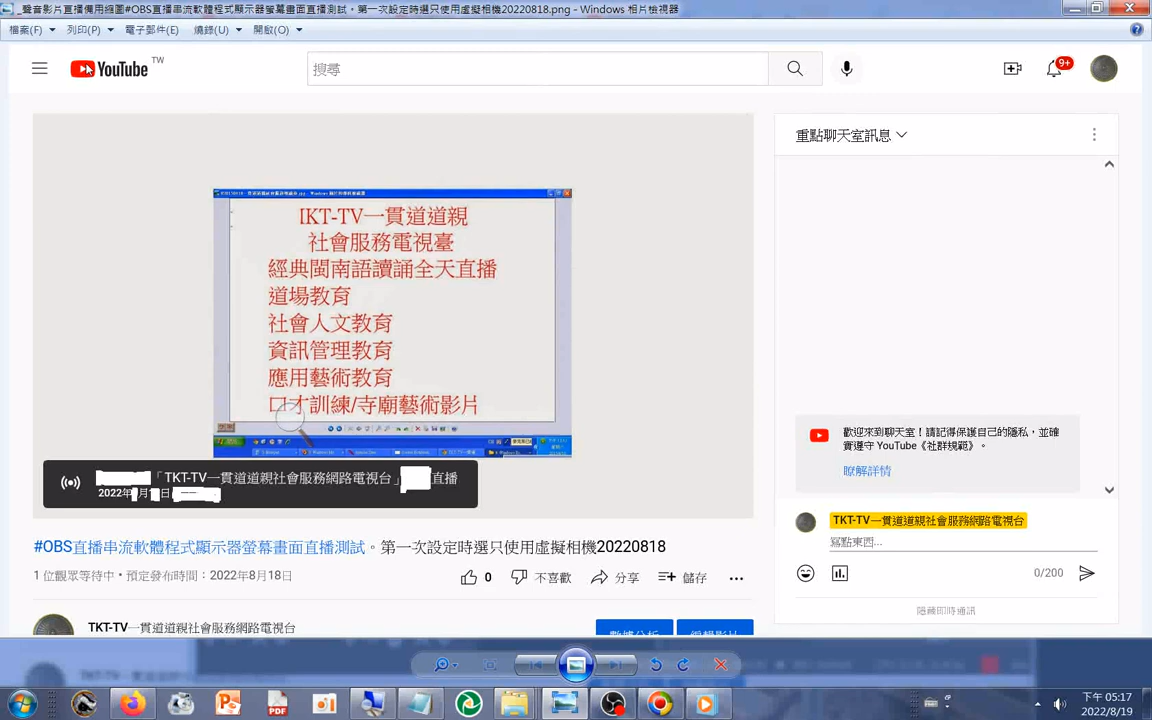 _聲音影片直播備用縮圖#OBS直播串流軟體程式顯示器螢幕畫面直播測試。第一次設定時選只使用虛擬相機20220818.png - Windows 相片檢視器
檔案(F) 列印(P) 電子郵件(E) 燒錄(U) 開啟(O)
YouTube TW
搜尋
9+
IKT-TV一貫道道親
社會服務電視臺
經典閩南語讀誦全天直播
道場教育
社會人文教育
資訊管理教育
應用藝術教育
口才訓練/寺廟藝術影片
「TKT-TV一貫道道親社會服務網路電視台」 直播
2022年 月 日
#OBS直播串流軟體程式顯示器螢幕畫面直播測試。第一次設定時選只使用虛擬相機20220818
1 位觀眾等待中 • 預定發布時間：2022年8月18日
0 不喜歡 分享 儲存
TKT-TV一貫道道親社會服務網路電視台
數據分析 編輯影片
重點聊天室訊息
歡迎來到聊天室！請記得保護自己的隱私，並確
實遵守 YouTube《社群規範》。
瞭解詳情
TKT-TV一貫道道親社會服務網路電視台
寫點東西...
0/200
隱藏即時通訊
PDF
下午 05:17
2022/8/19